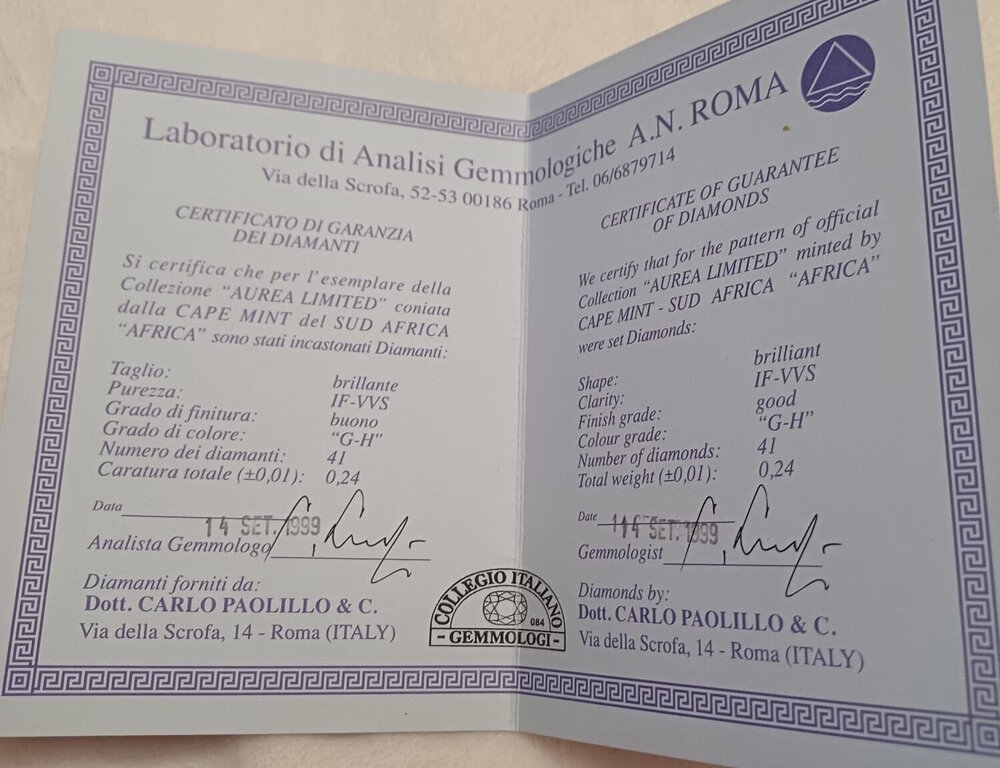 Laboratorio di Analisi Gemmologiche A.N. ROMA
Via della Scrofa, 52-53 00186 Roma - Tel. 06/6879714
CERTIFICATO DI GARANZIA
DEI DIAMANTI
Si certifica che per l'esemplare della
Collezione "AUREA LIMITED" coniata
dalla CAPE MINT del SUD AFRICA
"AFRICA" sono stati incastonati Diamanti:
Taglio: brillante
Purezza: IF-VVS
Grado di finitura: buono
Grado di colore: "G-H"
Numero dei diamanti: 41
Caratura totale (±0,01): 0,24
Data 14 SET. 1999
Analista Gemmologo
Diamanti forniti da:
Dott. CARLO PAOLILLO & C.
Via della Scrofa, 14 - Roma (ITALY)
COLLEGIO ITALIANO
084
- GEMMOLOGI -
CERTIFICATE OF GUARANTEE
OF DIAMONDS
We certify that for the pattern of official
Collection "AUREA LIMITED" minted by
CAPE MINT - SUD AFRICA "AFRICA"
were set Diamonds:
Shape: brilliant
Clarity: IF-VVS
Finish grade: good
Colour grade: "G-H"
Number of diamonds: 41
Total weight (±0,01): 0,24
Date 14 SET. 1999
Gemmologist
Diamonds by:
Dott. CARLO PAOLILLO & C.
Via della Scrofa, 14 - Roma (ITALY)